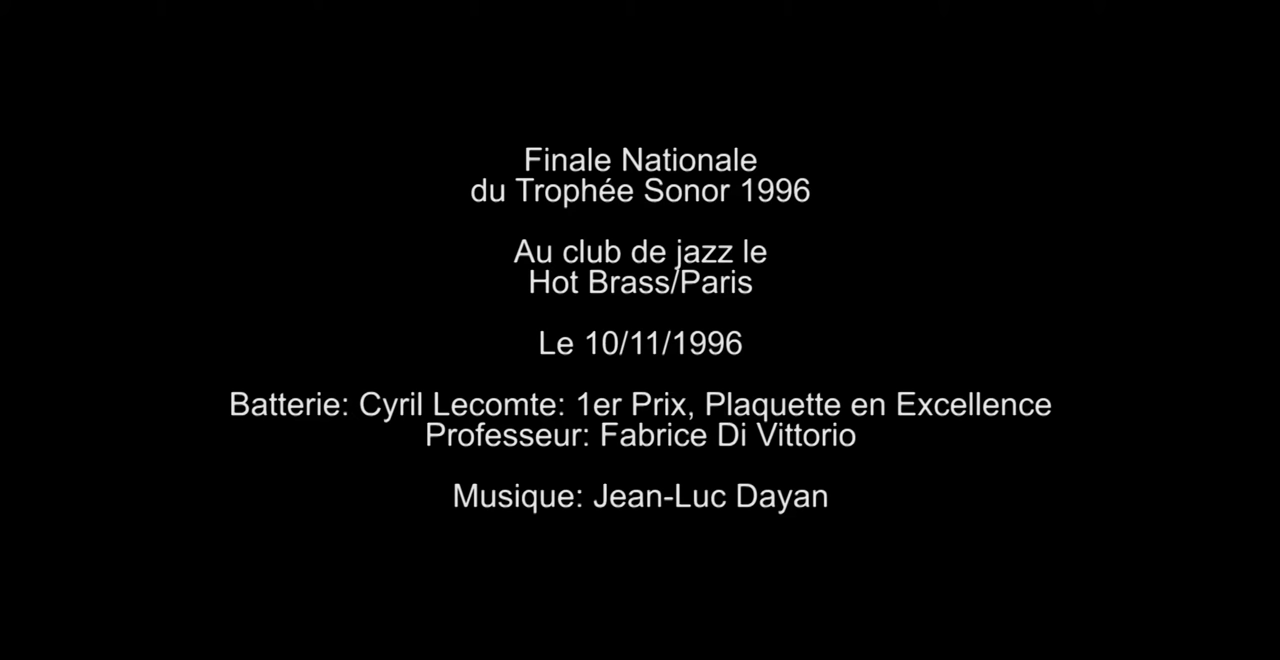 Finale Nationale
du Trophée Sonor 1996
Au club de jazz le
Hot Brass/Paris
Le 10/11/1996
Batterie: Cyril Lecomte: 1er Prix, Plaquette en Excellence
Professeur: Fabrice Di Vittorio
Musique: Jean-Luc Dayan